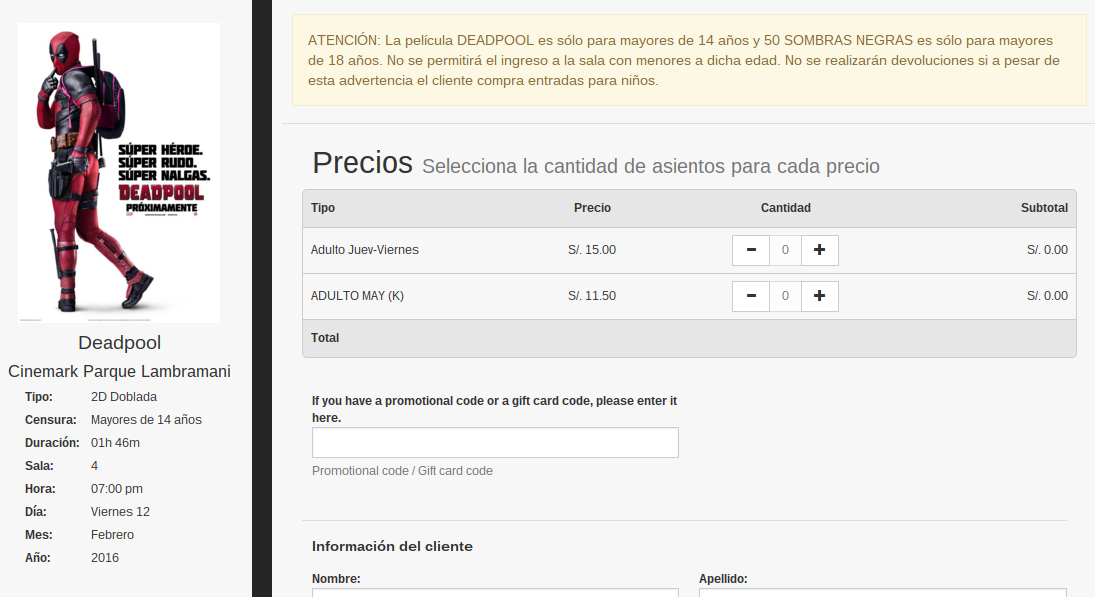 SÚPER HÉROE.
SÚPER RUDO.
SÚPER NALGAS.
DEADPOOL
PRÓXIMAMENTE
Deadpool
Cinemark Parque Lambramani
Tipo: 2D Doblada
Censura: Mayores de 14 años
Duración: 01h 46m
Sala: 4
Hora: 07:00 pm
Día: Viernes 12
Mes: Febrero
Año: 2016
ATENCIÓN: La película DEADPOOL es sólo para mayores de 14 años y 50 SOMBRAS NEGRAS es sólo para mayores
de 18 años. No se permitirá el ingreso a la sala con menores a dicha edad. No se realizarán devoluciones si a pesar de
esta advertencia el cliente compra entradas para niños.
Precios Selecciona la cantidad de asientos para cada precio
Tipo Precio Cantidad Subtotal
Adulto Juev-Viernes S/. 15.00 - 0 + S/. 0.00
ADULTO MAY (K) S/. 11.50 - 0 + S/. 0.00
Total
If you have a promotional code or a gift card code, please enter it
here.
Promotional code / Gift card code
Información del cliente
Nombre: Apellido: